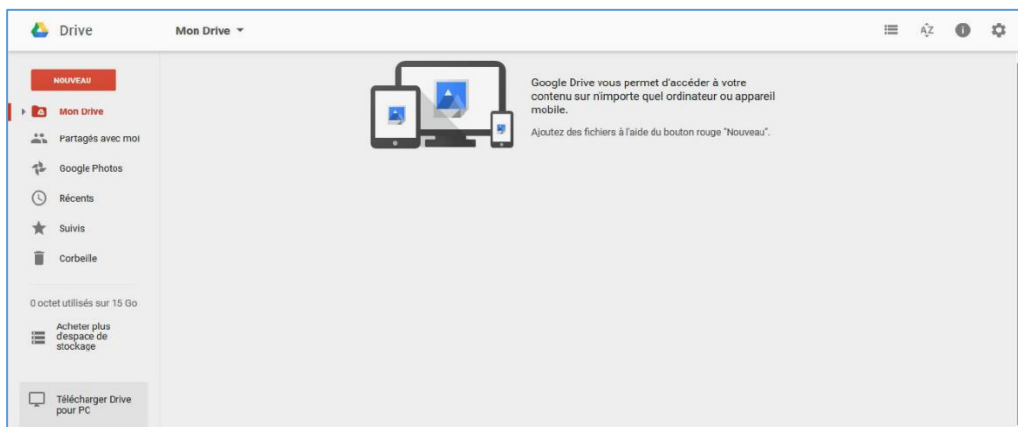 Drive
Mon Drive
AZ
NOUVEAU
Mon Drive
Partagés avec moi
Google Photos
Récents
Suivis
Corbeille
0 octet utilisés sur 15 Go
Acheter plus
d'espace de
stockage
Télécharger Drive
pour PC
Google Drive vous permet d'accéder à votre
contenu sur n'importe quel ordinateur ou appareil
mobile.
Ajoutez des fichiers à l'aide du bouton rouge "Nouveau".